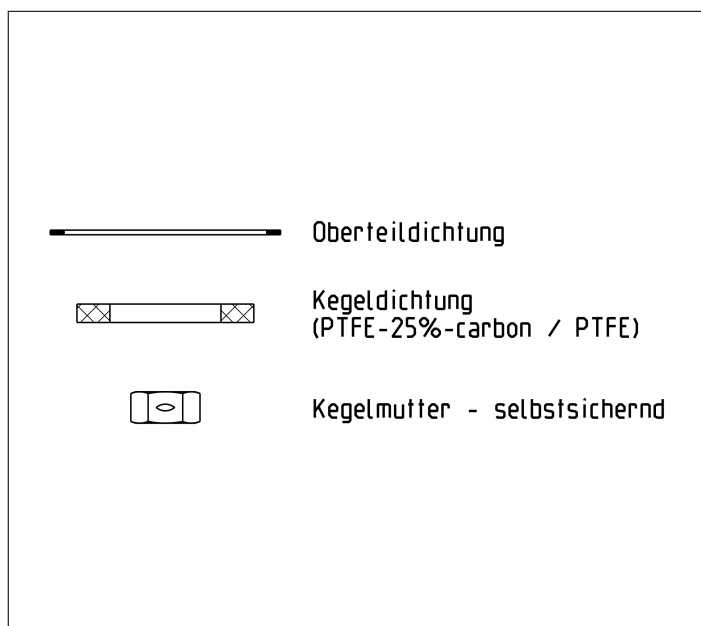 Oberteildichtung
Kegeldichtung
(PTFE-25%-carbon / PTFE)
Kegelmutter - selbstsichernd